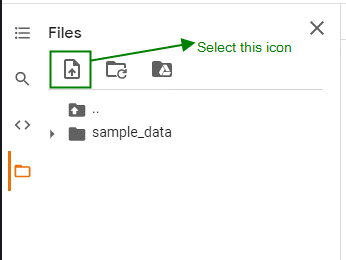 Files
Select this icon
..
sample_data